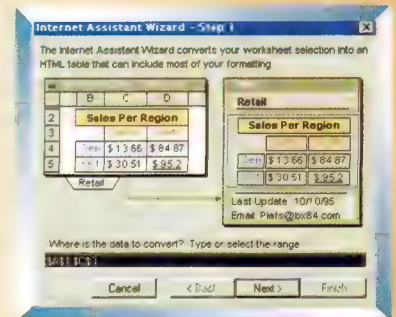 Internet Assistant Wizard - Step 1
The Internet Assistant Wizard converts your worksheet selection into an
HTML table that can include most of your formatting
B C D
2 Sales Per Region
3
4 $ 13 66 $ 84 87
5 $ 30 51 $ 95.2
Retail
Retail
Sales Per Region
$ 13 66 $ 84 87
$ 30 51 $ 95.2
Last Update 10/10/95
Email
Where is the data to convert? Type or select the range
Cancel < Back Next > Finish